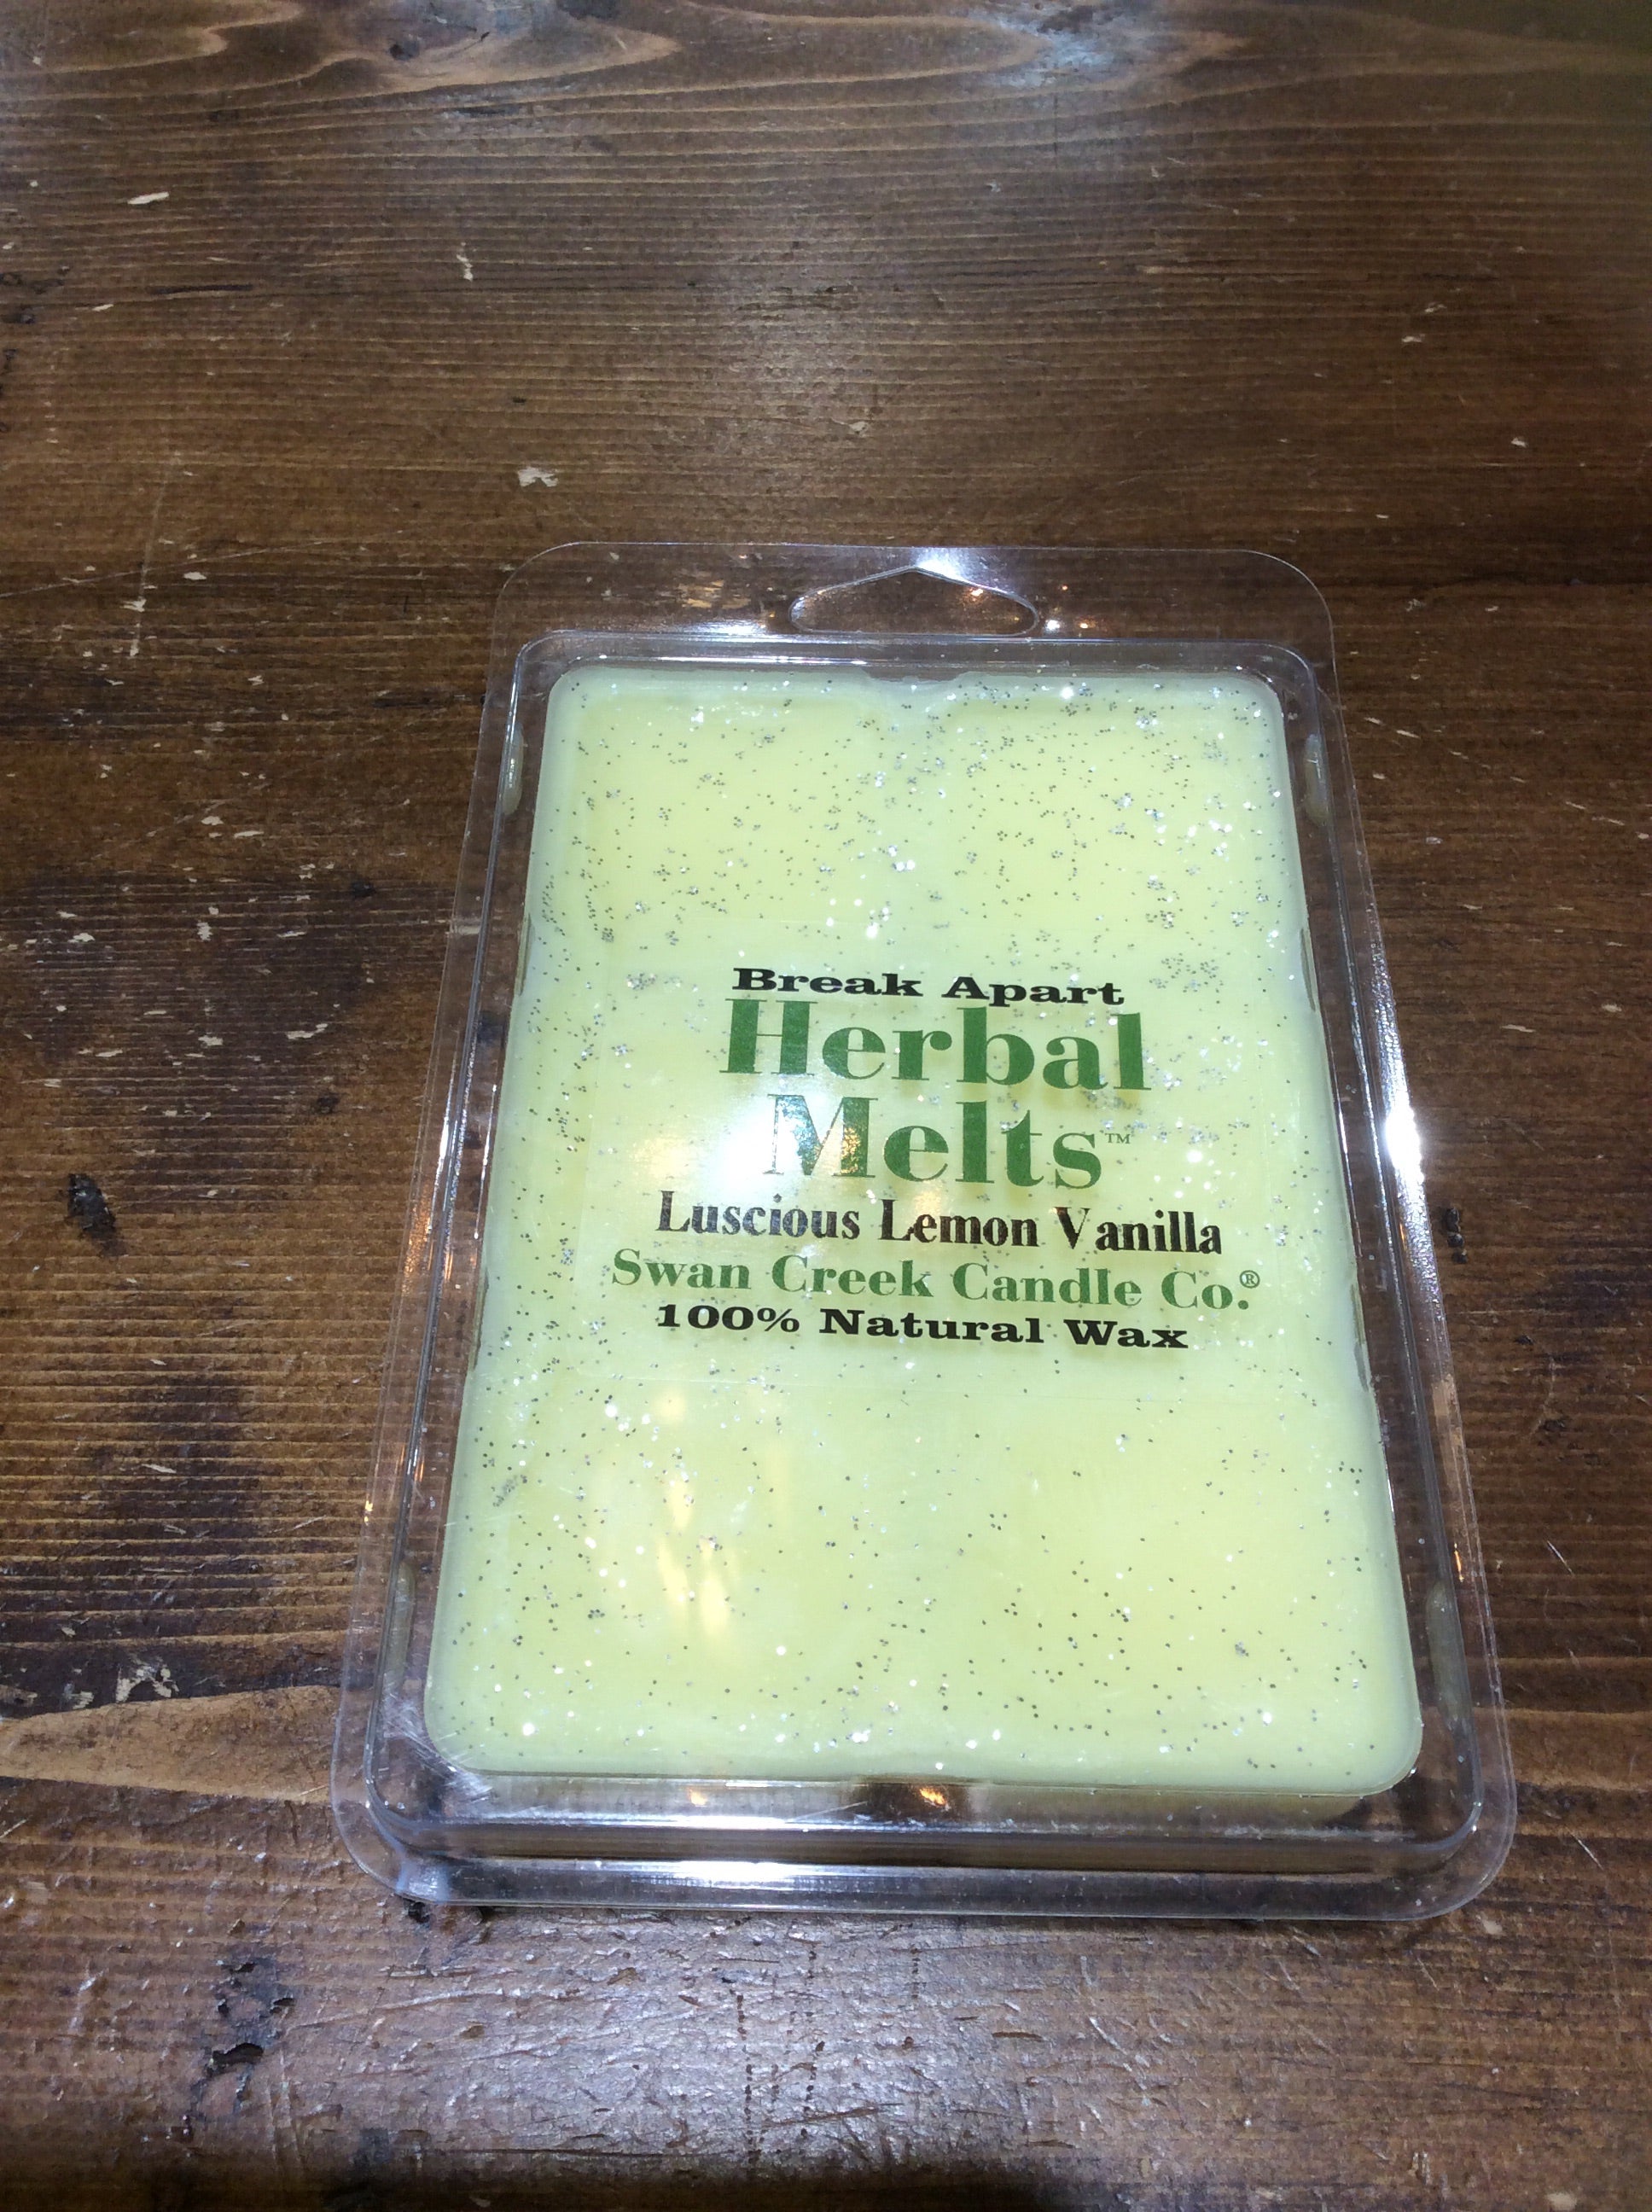 Break Apart
Herbal
Melts™
Luscious Lemon Vanilla
Swan Creek Candle Co.®
100% Natural Wax